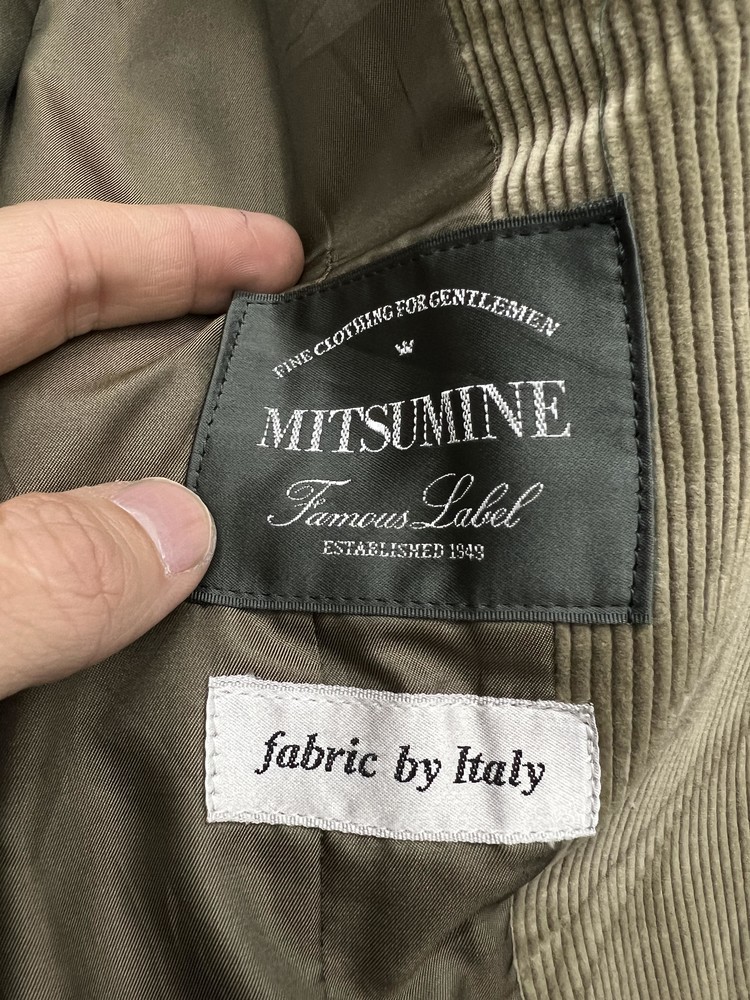 FINE CLOTHING FOR GENTLEMEN
MITSUMINE
Famous Label
ESTABLISHED 1949
fabric by Italy